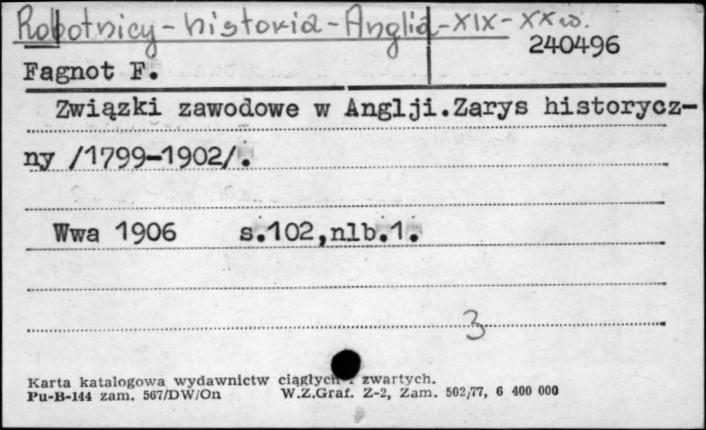 Robotnicy - historia - Anglia - XIX - XX w.
240496
Fagnot F.
Związki zawodowe w Anglji.Zarys historycz-
ny /1799-1902/.
Wwa 1906 s.102,nlb.1.
3
Karta katalogowa wydawnictw ciągłych i zwartych.
Pu-B-144 zam. 567/DW/On W.Z.Graf. Z-2, Zam. 502/77, 6 400 000